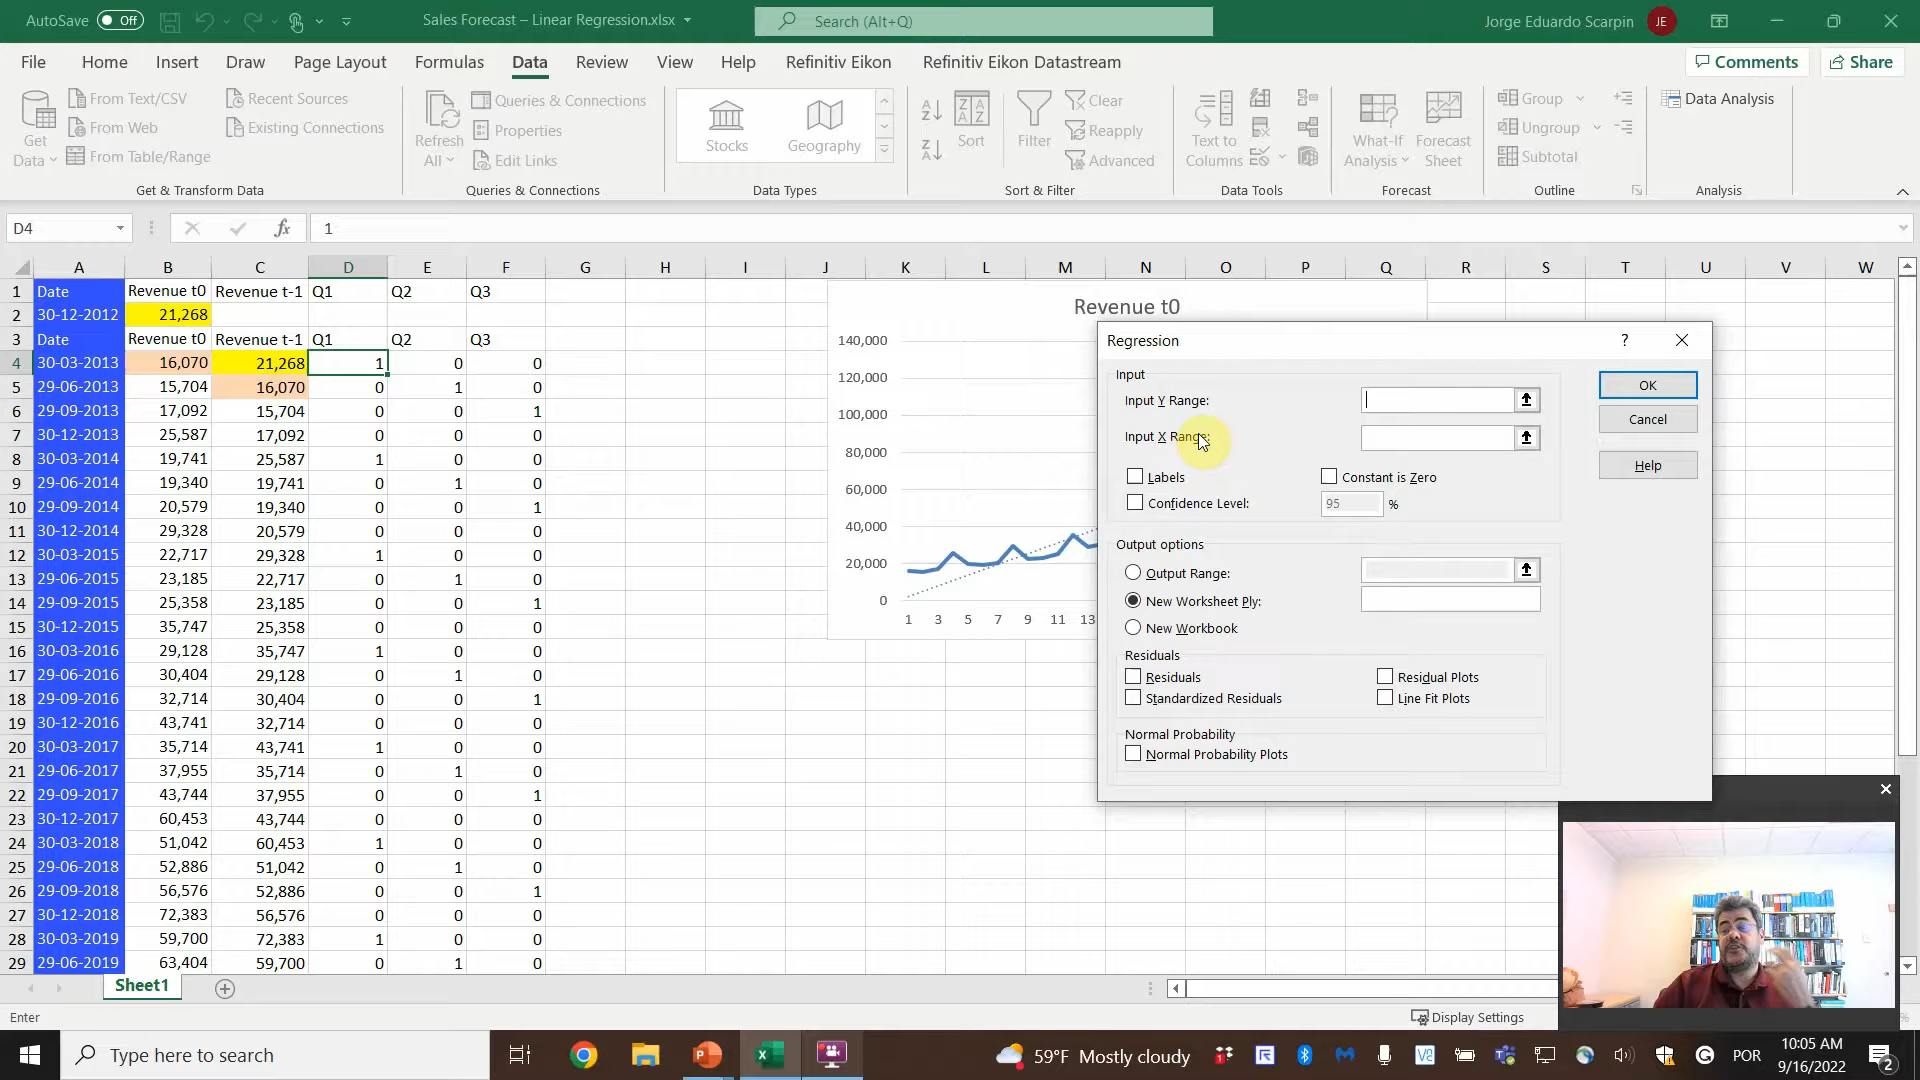 AutoSave Off Sales Forecast – Linear Regression.xlsx Search (Alt+Q) Jorge Eduardo Scarpin JE
File Home Insert Draw Page Layout Formulas Data Review View Help Refinitiv Eikon Refinitiv Eikon Datastream Comments Share
Get Data
From Text/CSV
From Web
From Table/Range
Recent Sources
Existing Connections
Get & Transform Data
Refresh All
Queries & Connections
Properties
Edit Links
Queries & Connections
Stocks
Geography
Data Types
Sort
Filter
Clear
Reapply
Advanced
Sort & Filter
Text to Columns
Data Tools
What-If Analysis
Forecast Sheet
Forecast
Group
Ungroup
Subtotal
Outline
Data Analysis
Analysis
D4 fx 1
A B C D E F G H I J K L M N O P Q R S T U V W
1 Date Revenue t0 Revenue t-1 Q1 Q2 Q3
2 30-12-2012 21,268
3 Date Revenue t0 Revenue t-1 Q1 Q2 Q3
4 30-03-2013 16,070 21,268 1 0 0
5 29-06-2013 15,704 16,070 0 1 0
6 29-09-2013 17,092 15,704 0 0 1
7 30-12-2013 25,587 17,092 0 0 0
8 30-03-2014 19,741 25,587 1 0 0
9 29-06-2014 19,340 19,741 0 1 0
10 29-09-2014 20,579 19,340 0 0 1
11 30-12-2014 29,328 20,579 0 0 0
12 30-03-2015 22,717 29,328 1 0 0
13 29-06-2015 23,185 22,717 0 1 0
14 29-09-2015 25,358 23,185 0 0 1
15 30-12-2015 35,747 25,358 0 0 0
16 30-03-2016 29,128 35,747 1 0 0
17 29-06-2016 30,404 29,128 0 1 0
18 29-09-2016 32,714 30,404 0 0 1
19 30-12-2016 43,741 32,714 0 0 0
20 30-03-2017 35,714 43,741 1 0 0
21 29-06-2017 37,955 35,714 0 1 0
22 29-09-2017 43,744 37,955 0 0 1
23 30-12-2017 60,453 43,744 0 0 0
24 30-03-2018 51,042 60,453 1 0 0
25 29-06-2018 52,886 51,042 0 1 0
26 29-09-2018 56,576 52,886 0 0 1
27 30-12-2018 72,383 56,576 0 0 0
28 30-03-2019 59,700 72,383 1 0 0
29 29-06-2019 63,404 59,700 0 1 0
Revenue t0
140,000
120,000
100,000
80,000
60,000
40,000
20,000
0
1 3 5 7 9 11 13
Regression ?
Input
Input Y Range:
Input X Range:
Labels Constant is Zero
Confidence Level: 95 %
Output options
Output Range:
New Worksheet Ply:
New Workbook
Residuals
Residuals Residual Plots
Standardized Residuals Line Fit Plots
Normal Probability
Normal Probability Plots
OK
Cancel
Help
Sheet1
Enter Display Settings
Type here to search 59°F Mostly cloudy POR 10:05 AM
9/16/2022 2